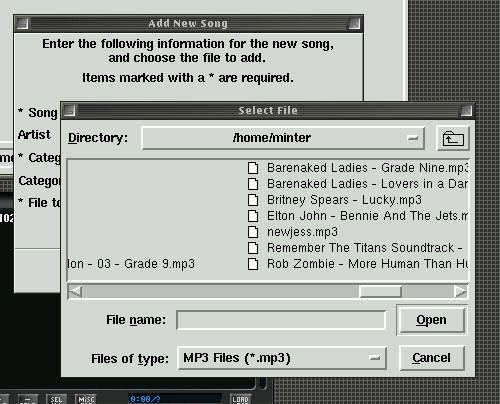 Add New Song
Enter the following information for the new song,
and choose the file to add.
Items marked with a * are required.
* Song
Artist
* Categ
Categor
* File to
Select File
Directory:
/home/minter
Barenaked Ladies - Grade Nine.mp3
Barenaked Ladies - Lovers in a Dar
Britney Spears - Lucky.mp3
Elton John - Bennie And The Jets.m
newjess.mp3
Remember The Titans Soundtrack -
lon - 03 - Grade 9.mp3
Rob Zombie - More Human Than Hu
File name:
Open
Files of type:
MP3 Files (*.mp3)
Cancel
SEL
MISC
0:00/?
LORD